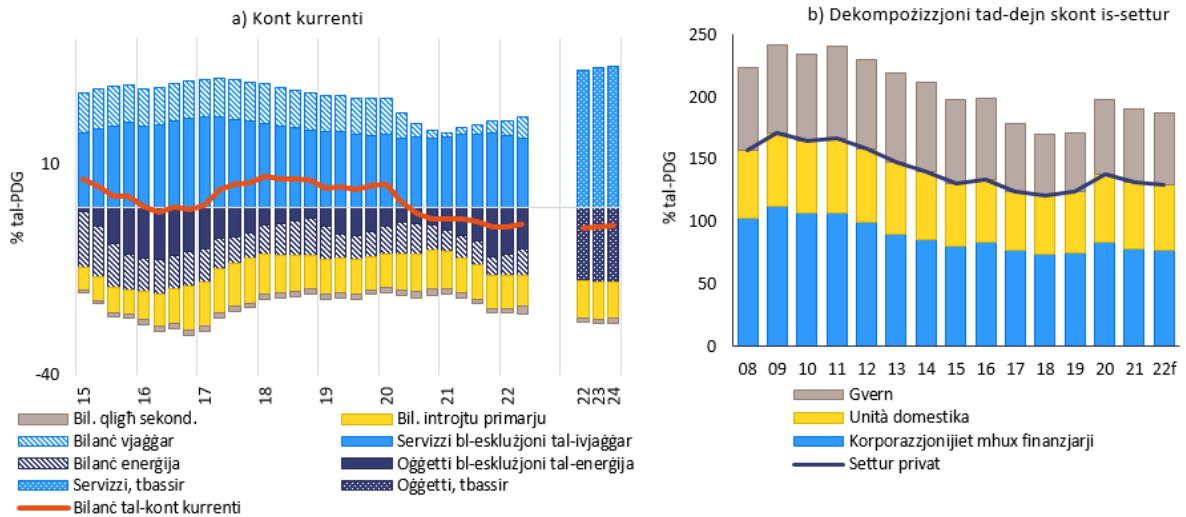 a) Kont kurrenti
% tal-PDG
10
-40
15 16 17 18 19 20 21 22 22 23 24
Bil. qligħ sekond.
Bil. introjtu primarju
Bilanċ vjaġġar
Servizzi bl-esklużjoni tal-ivjaġġar
Bilanċ enerġija
Oġġetti bl-esklużjoni tal-enerġija
Servizzi, tbassir
Oġġetti, tbassir
Bilanċ tal-kont kurrenti
b) Dekompożizzjoni tad-dejn skont is-settur
% tal-PDG
250
200
150
100
50
0
08 09 10 11 12 13 14 15 16 17 18 19 20 21 22f
Gvern
Unità domestika
Korporazzjonijiet mhux finanzjarji
Settur privat